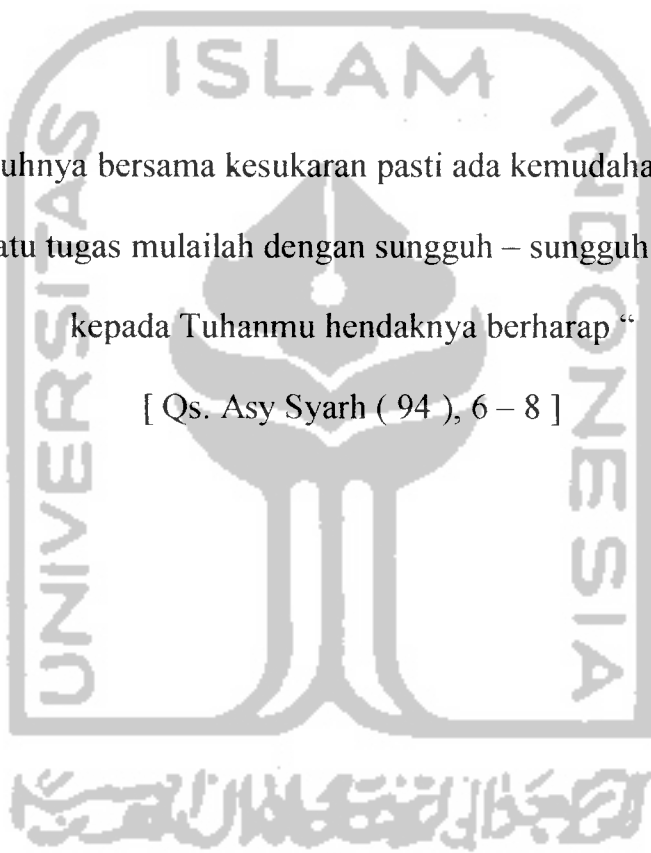 ISLAM
UNIVERSITAS
INDONESIA
uhnya bersama kesukaran pasti ada kemudaha
atu tugas mulailah dengan sungguh – sungguh
kepada Tuhanmu hendaknya berharap “
[ Qs. Asy Syarh ( 94 ), 6 – 8 ]